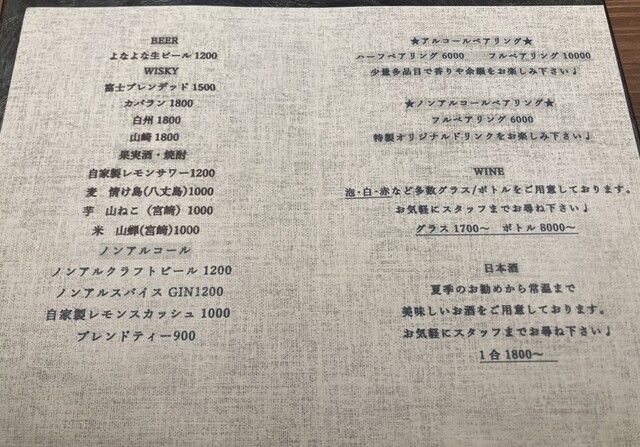 BEER
よなよな生ビール 1200
WISKY
富士ブレンデッド 1500
カバラン 1800
白州 1800
山崎 1800
果実酒・焼酎
自家製レモンサワー1200
麦 情け島(八丈島)1000
芋 山ねこ(宮崎)1000
米 山蝉(宮崎)1000
ノンアルコール
ノンアルクラフトビール 1200
ノンアルスパイス GIN1200
自家製レモンスカッシュ 1000
ブレンドティー900
★アルコールペアリング★
ハーフペアリング 6000 フルペアリング 10000
少量多品目で香りや余韻をお楽しみ下さい♩
★ノンアルコールペアリング★
フルペアリング 6000
特製オリジナルドリンクをお楽しみ下さい♩
WINE
泡・白・赤など多数グラス/ボトルをご用意しております。
お気軽にスタッフまでお尋ね下さい♩
グラス 1700～ ボトル 8000～
日本酒
夏季のお勧めから常温まで
美味しいお酒をご用意しております。
お気軽にスタッフまでお尋ね下さい♩
1合 1800～